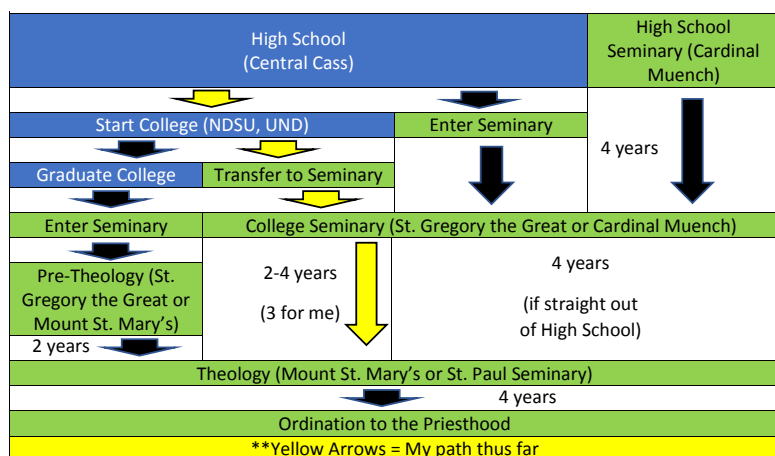 High School
(Central Cass)
High School
Seminary (Cardinal
Muench)
Start College (NDSU, UND)
Enter Seminary
4 years
Graduate College
Transfer to Seminary
Enter Seminary
College Seminary (St. Gregory the Great or Cardinal Muench)
Pre-Theology (St.
Gregory the Great or
Mount St. Mary's)
2-4 years
(3 for me)
4 years
(if straight out
of High School)
2 years
Theology (Mount St. Mary's or St. Paul Seminary)
4 years
Ordination to the Priesthood
**Yellow Arrows = My path thus far